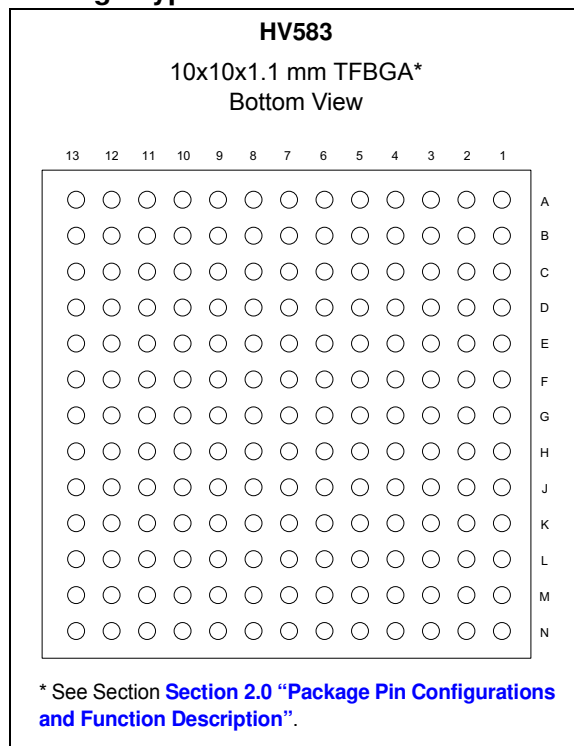 HV583
10x10x1.1 mm TFBGA*
Bottom View
13 12 11 10 9 8 7 6 5 4 3 2 1
A
B
C
D
E
F
G
H
J
K
L
M
N
* See Section Section 2.0 “Package Pin Configurations
and Function Description”.